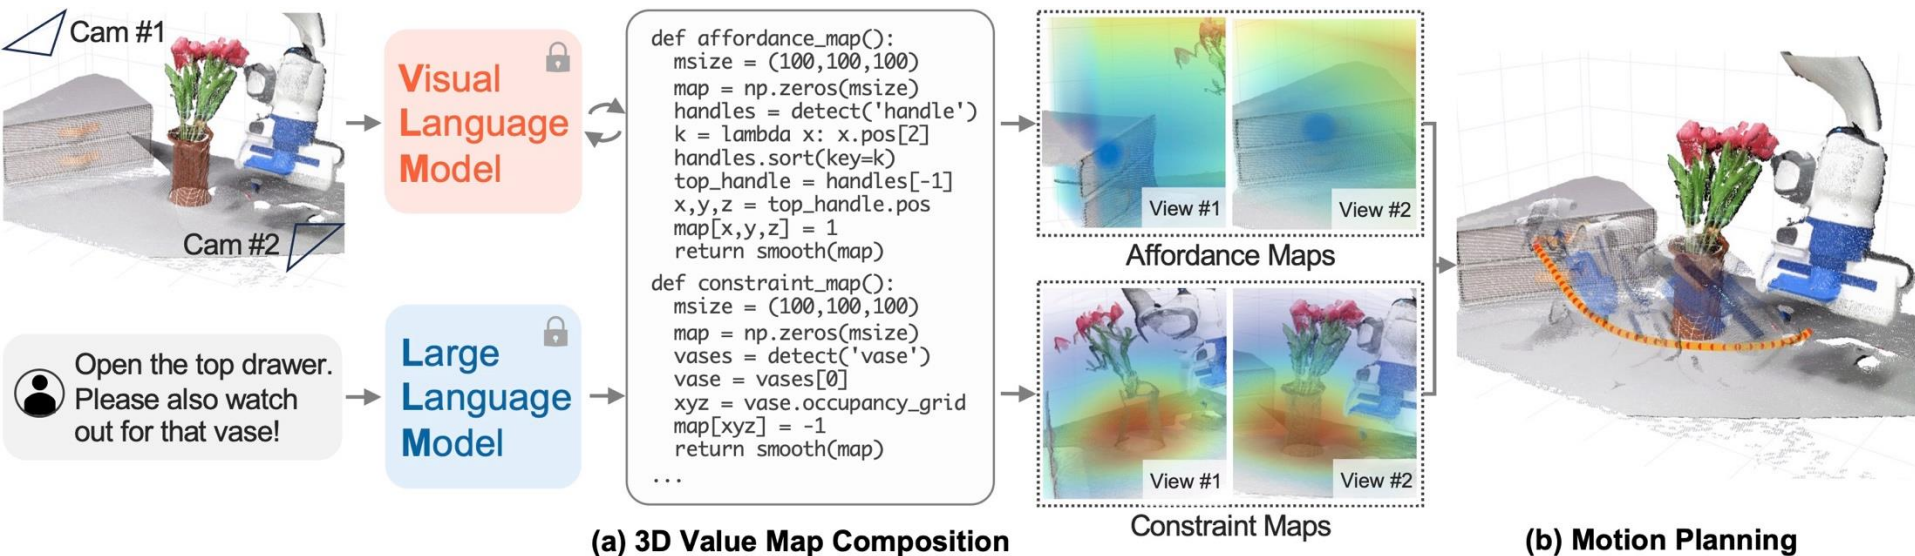 Cam #1
Cam #2
Open the top drawer.
Please also watch
out for that vase!
Visual
Language
Model
Large
Language
Model
def affordance_map():
  msize = (100,100,100)
  map = np.zeros(msize)
  handles = detect('handle')
  k = lambda x: x.pos[2]
  handles.sort(key=k)
  top_handle = handles[-1]
  x,y,z = top_handle.pos
  map[x,y,z] = 1
  return smooth(map)
def constraint_map():
  msize = (100,100,100)
  map = np.zeros(msize)
  vases = detect('vase')
  vase = vases[0]
  xyz = vase.occupancy_grid
  map[xyz] = -1
  return smooth(map)
...
View #1
View #2
Affordance Maps
View #1
View #2
Constraint Maps
(a) 3D Value Map Composition
(b) Motion Planning